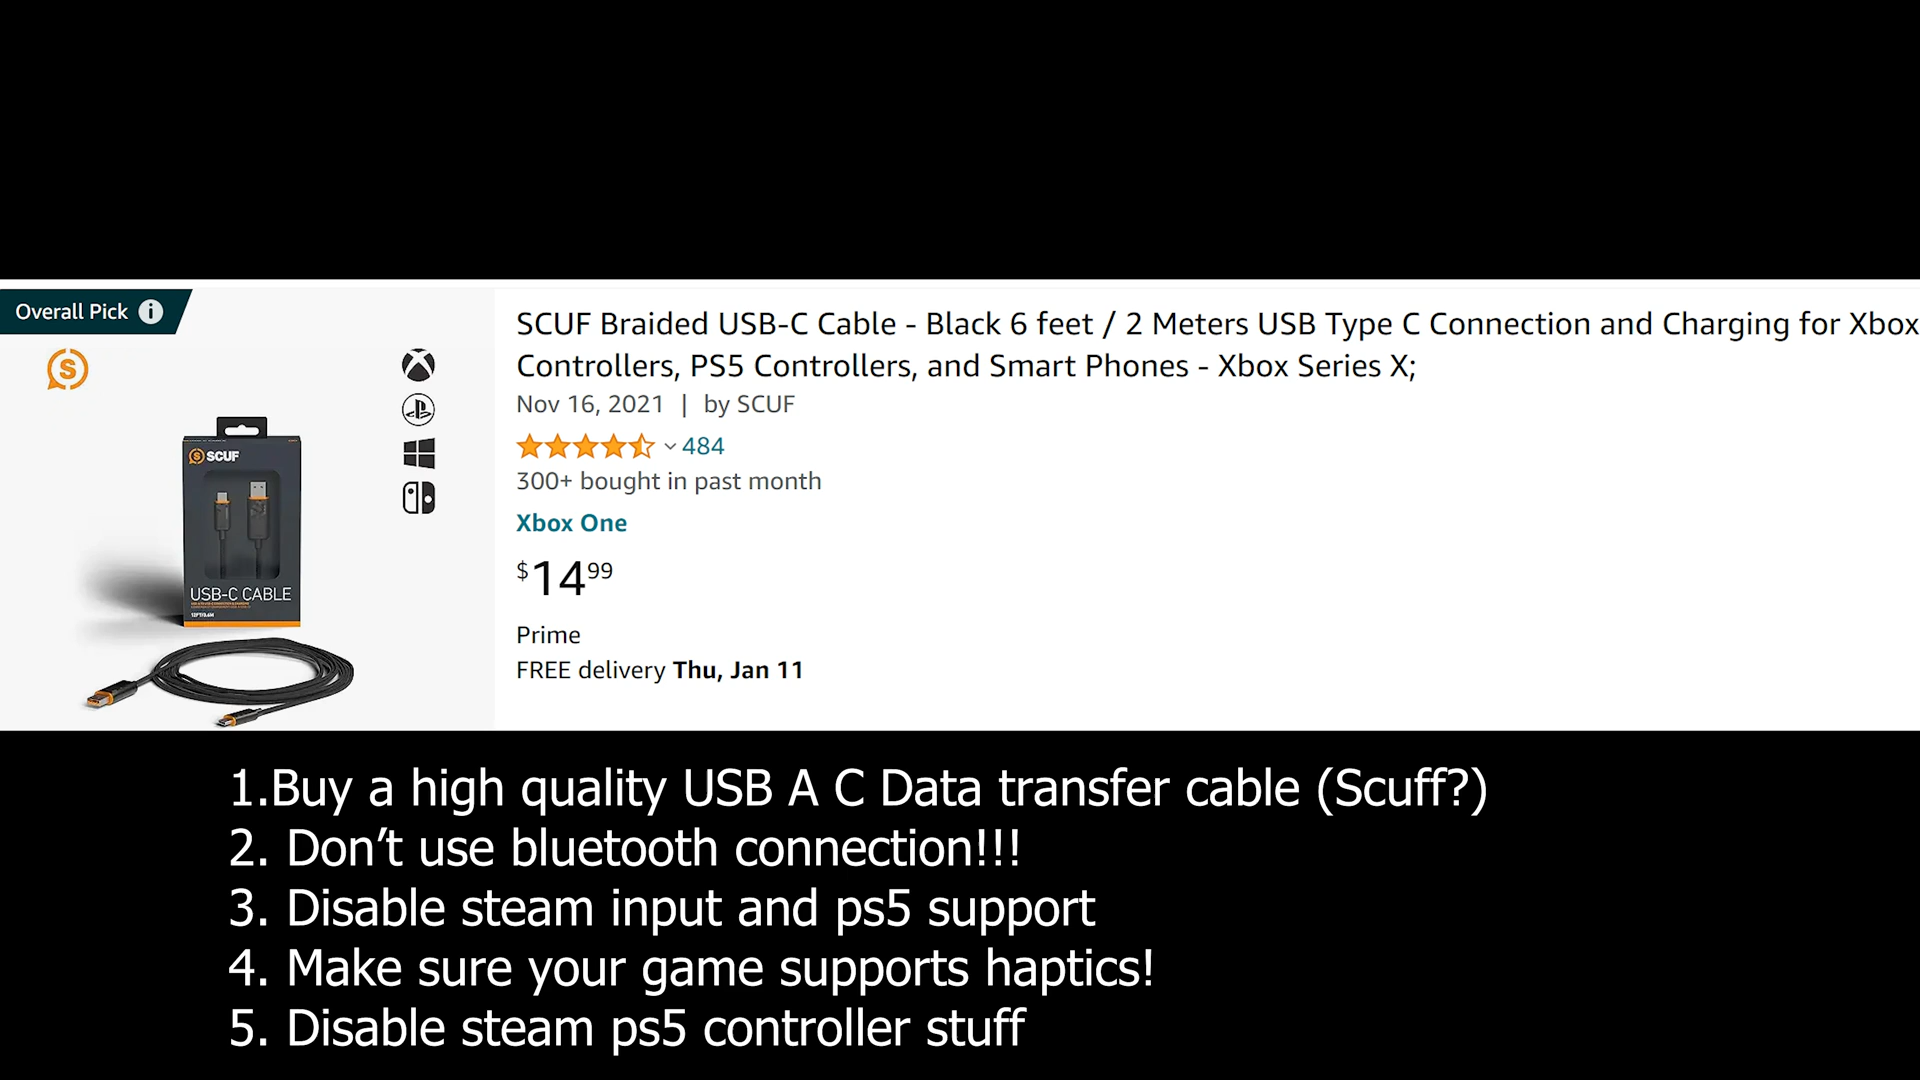 Overall Pick
SCUF Braided USB-C Cable - Black 6 feet / 2 Meters USB Type C Connection and Charging for Xbox
Controllers, PS5 Controllers, and Smart Phones - Xbox Series X;
Nov 16, 2021 | by SCUF
484
300+ bought in past month
Xbox One
$14.99
Prime
FREE delivery Thu, Jan 11
SCUF
USB-C CABLE
1.Buy a high quality USB A C Data transfer cable (Scuff?)
2. Don’t use bluetooth connection!!!
3. Disable steam input and ps5 support
4. Make sure your game supports haptics!
5. Disable steam ps5 controller stuff